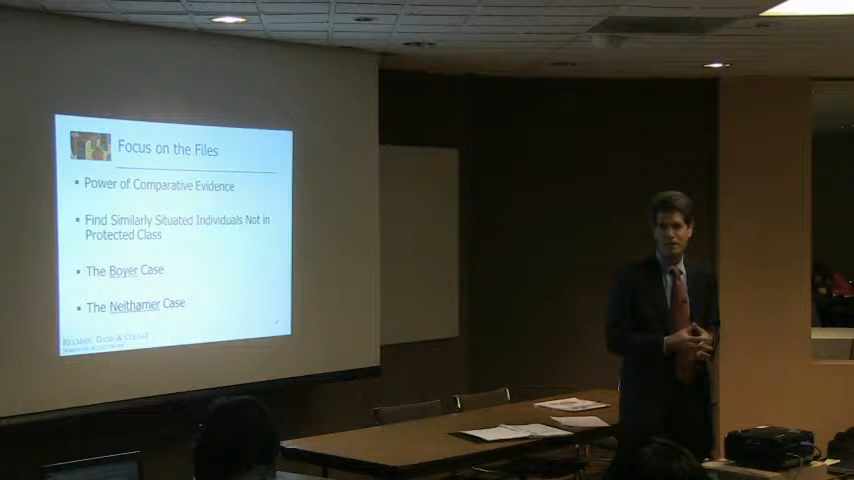 Focus on the Files
▪ Power of Comparative Evidence
▪ Find Similarly Situated Individuals Not in
Protected Class
▪ The Boyer Case
▪ The Neithamer Case